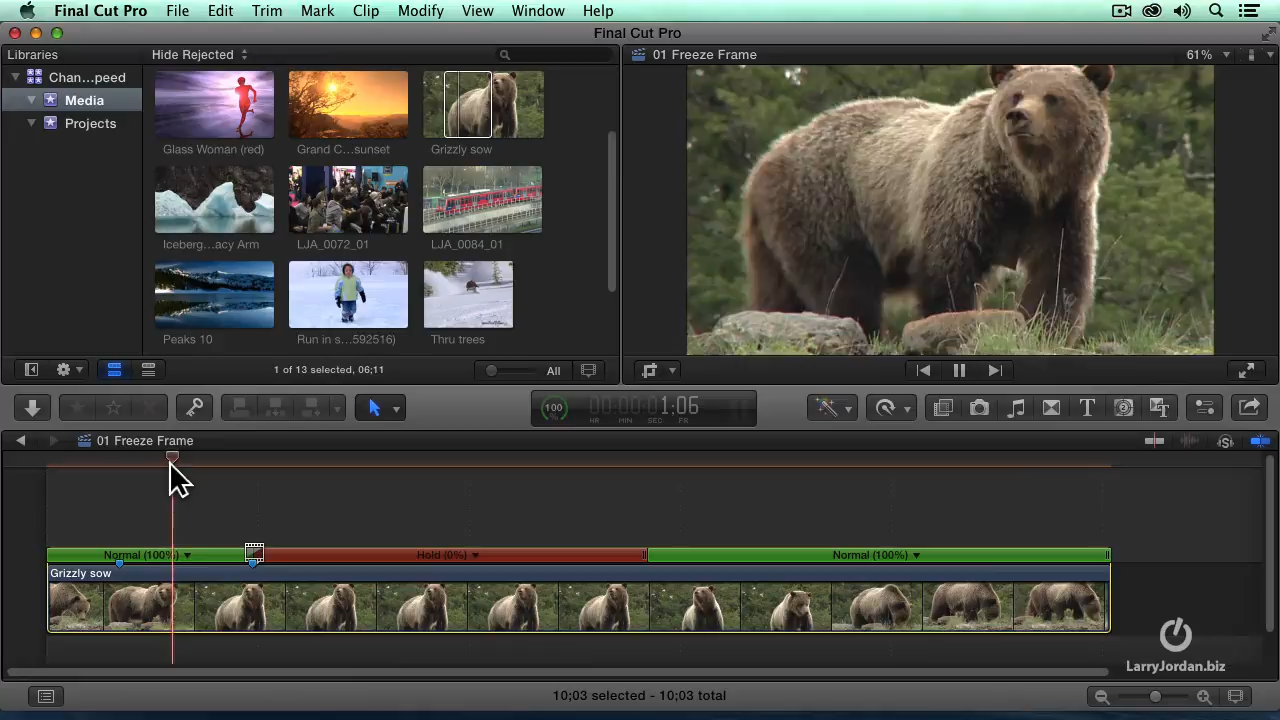 Final Cut Pro File Edit Trim Mark Clip Modify View Window Help
Final Cut Pro
Libraries
Hide Rejected
01 Freeze Frame
61%
Chan...peed
Media
Projects
Glass Woman (red)
Grand C...sunset
Grizzly sow
Iceberg...acy Arm
LJA_0072_01
LJA_0084_01
Peaks 10
Run in s...592516)
Thru trees
1 of 13 selected, 06;11
All
100
00:00:01;06
HR MIN SEC FR
01 Freeze Frame
Normal (100%)
Hold (0%)
Normal (100%)
Grizzly sow
LarryJordan.biz
10;03 selected - 10;03 total